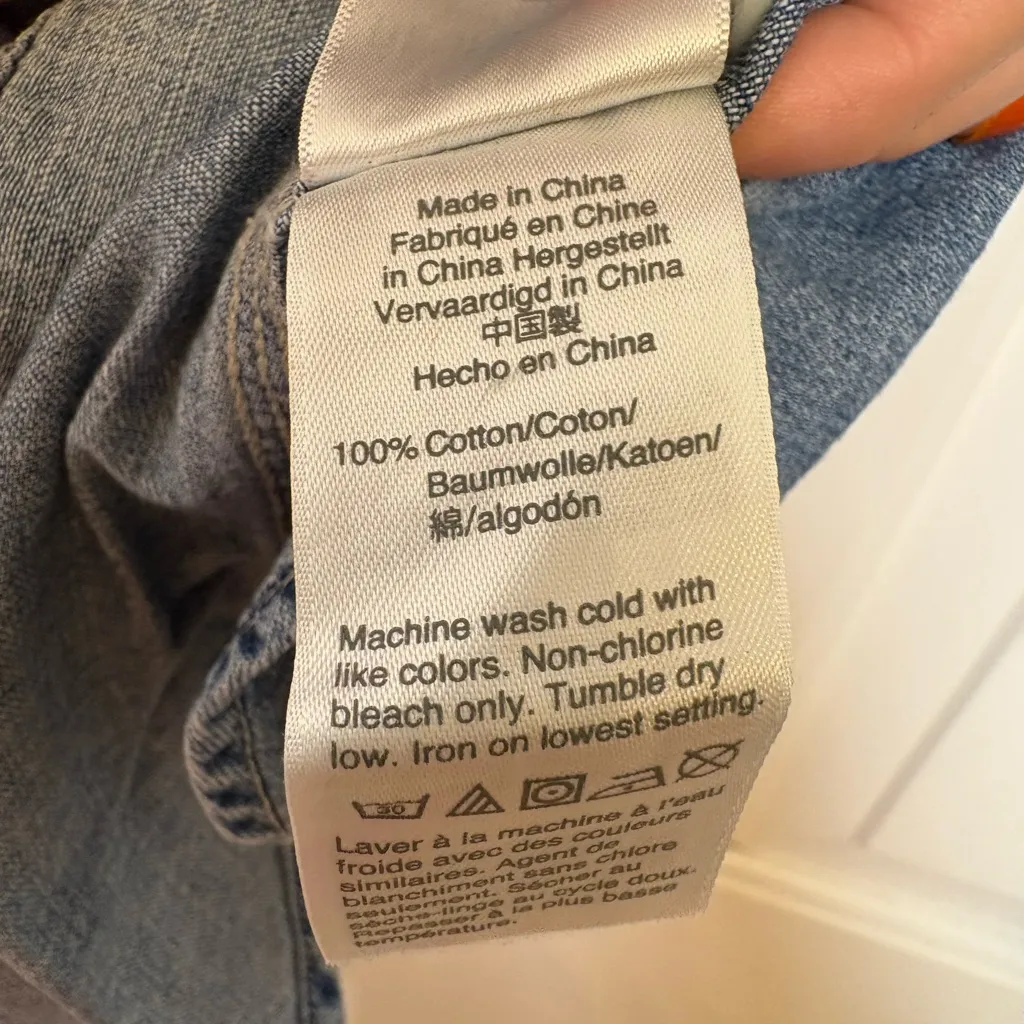 Made in China
Fabriqué en Chine
in China Hergestellt
Vervaardigd in China
中国製
Hecho en China
100% Cotton/Coton/
Baumwolle/Katoen/
綿/algodón
Machine wash cold with
like colors. Non-chlorine
bleach only. Tumble dry
low. Iron on lowest setting.
30
Laver à la machine à l'eau
froide avec des couleurs
similaires. Agent de
blanchiment sans chlore
seulement. Sécher au
sèche-linge au cycle doux.
Repasser à la plus basse
température.